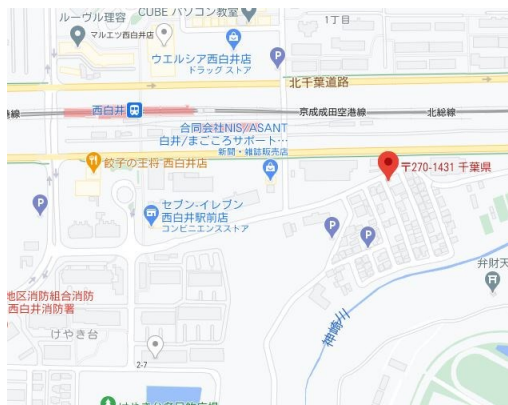 ルーヴル理容
CUBE パソコン教室
マルエツ西白井店
1丁目
ウエルシア西白井店
ドラッグ ストア
P
北千葉道路
線
西白井
京成成田空港線
北総線
合同会社NIS/ASANT
白井/まごころサポート…
新聞・雑誌販売店
餃子の王将 西白井店
〒270-1431 千葉県
P
セブン-イレブン
西白井駅前店
コンビニエンスストア
P
P
弁財天
地区消防組合消防
西白井消防署
神崎川
けやき台
2-7